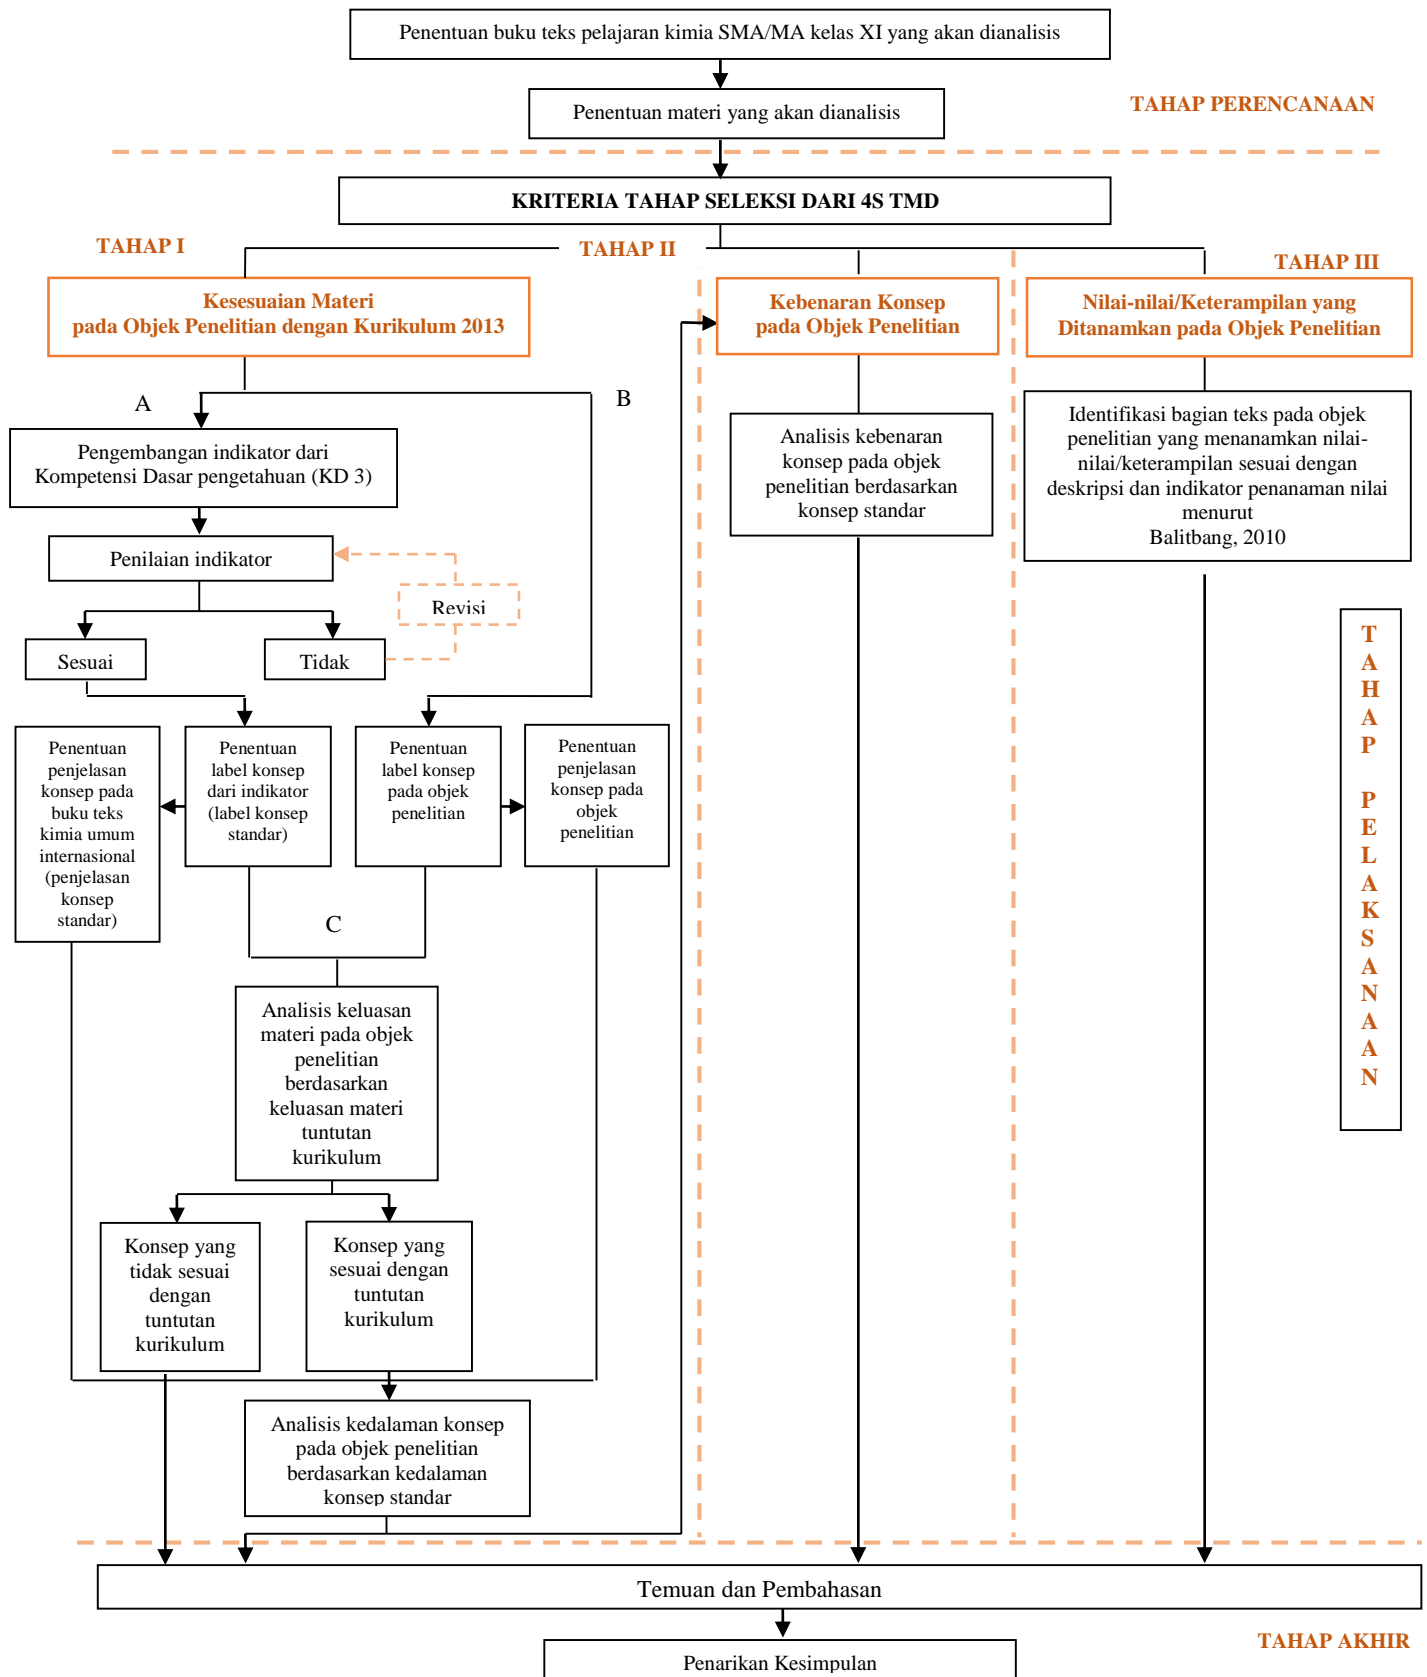 Penentuan buku teks pelajaran kimia SMA/MA kelas XI yang akan dianalisis
Penentuan materi yang akan dianalisis
TAHAP PERENCANAAN
KRITERIA TAHAP SELEKSI DARI 4S TMD
TAHAP I
TAHAP II
TAHAP III
Kesesuaian Materi
pada Objek Penelitian dengan Kurikulum 2013
Kebenaran Konsep
pada Objek Penelitian
Nilai-nilai/Keterampilan yang
Ditanamkan pada Objek Penelitian
A
B
Pengembangan indikator dari
Kompetensi Dasar pengetahuan (KD 3)
Analisis kebenaran
konsep pada objek
penelitian berdasarkan
konsep standar
Identifikasi bagian teks pada objek
penelitian yang menanamkan nilai-
nilai/keterampilan sesuai dengan
deskripsi dan indikator penanaman nilai
menurut
Balitbang, 2010
Penilaian indikator
Revisi
Sesuai
Tidak
Penentuan
penjelasan
konsep pada
buku teks
kimia umum
internasional
(penjelasan
konsep
standar)
Penentuan
label konsep
dari indikator
(label konsep
standar)
Penentuan
label konsep
pada objek
penelitian
Penentuan
penjelasan
konsep pada
objek
penelitian
C
Analisis keluasan
materi pada objek
penelitian
berdasarkan
keluasan materi
tuntutan
kurikulum
Konsep yang
tidak sesuai
dengan
tuntutan
kurikulum
Konsep yang
sesuai dengan
tuntutan
kurikulum
Analisis kedalaman konsep
pada objek penelitian
berdasarkan kedalaman
konsep standar
T
A
H
A
P
P
E
L
A
K
S
A
N
A
A
N
Temuan dan Pembahasan
TAHAP AKHIR
Penarikan Kesimpulan